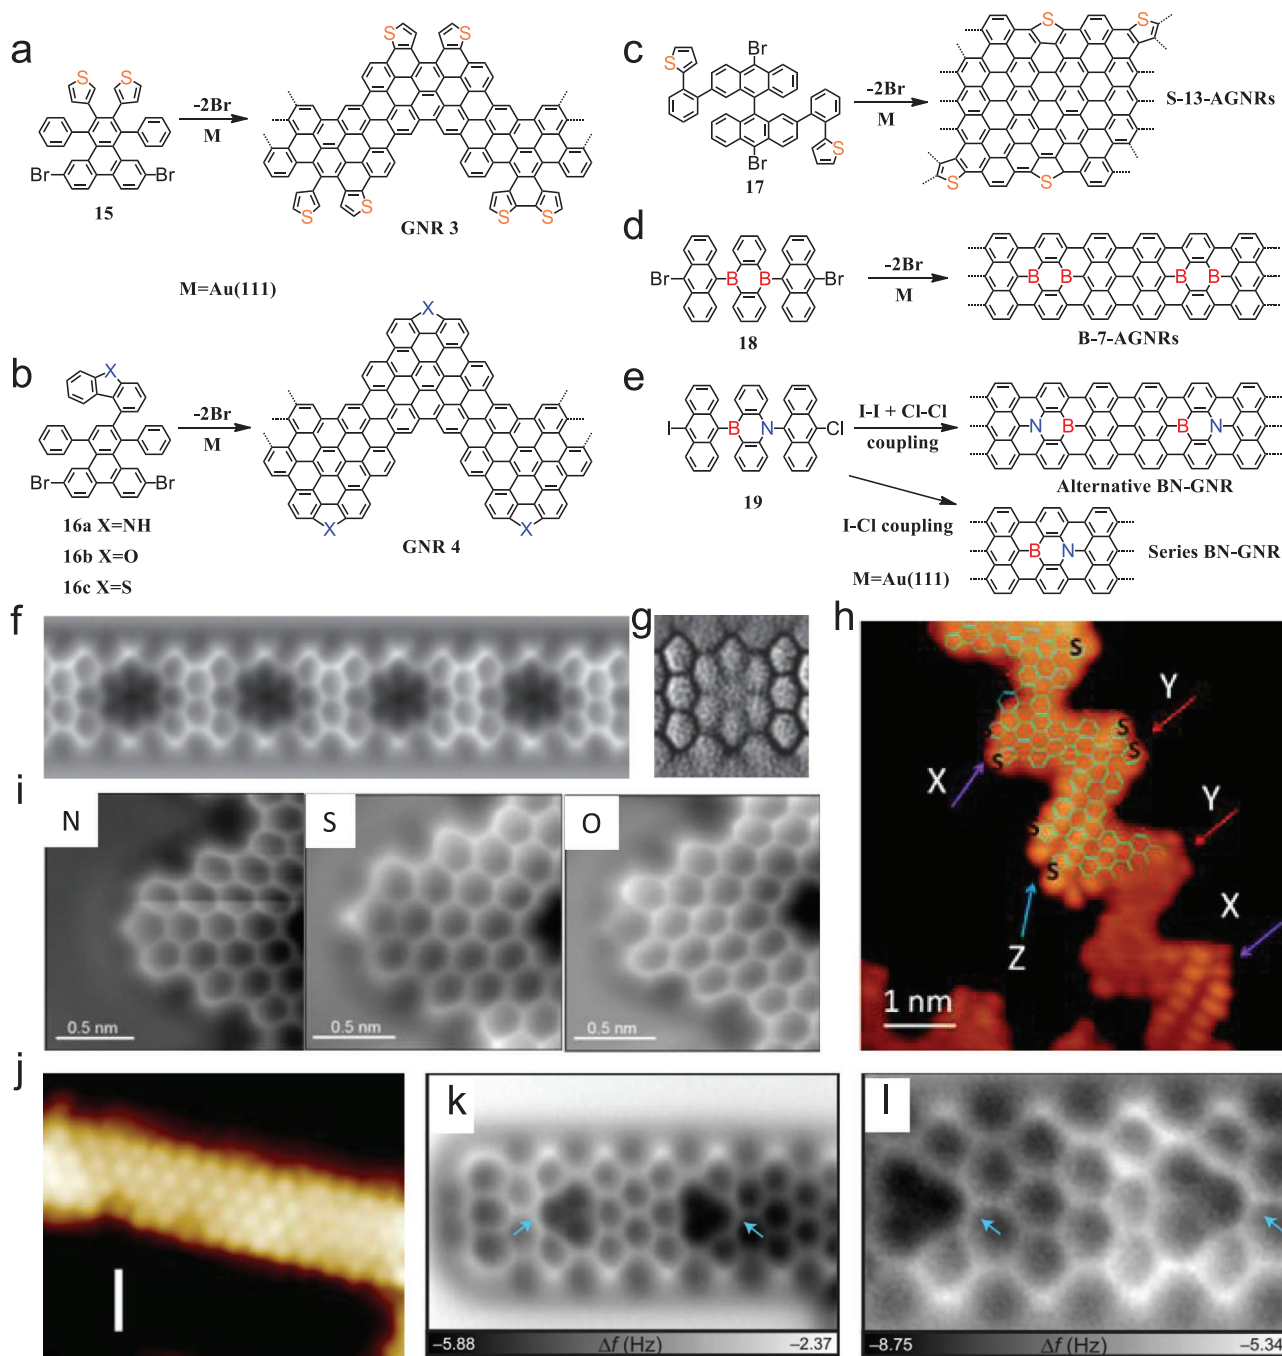 a
S
S
Br
Br
15
-2Br
M
S
S
S
S
S
S
GNR 3
M=Au(111)
b
X
Br
Br
16a X=NH
16b X=O
16c X=S
-2Br
M
X
X
X
GNR 4
c
Br
S
S
Br
17
-2Br
M
S
S
S
S
S-13-AGNRs
d
Br
B
B
Br
18
-2Br
M
B
B
B
B
B-7-AGNRs
e
I
B
N
Cl
19
I-I + Cl-Cl
coupling
N
B
B
N
Alternative BN-GNR
I-Cl coupling
B
N
Series BN-GNR
M=Au(111)
f
g
h
S
Y
S
S
S
S
X
Y
S
S
X
Z
1 nm
i
N
0.5 nm
S
0.5 nm
O
0.5 nm
j
k
−5.88
Δf (Hz)
−2.37
l
−8.75
Δf (Hz)
−5.34